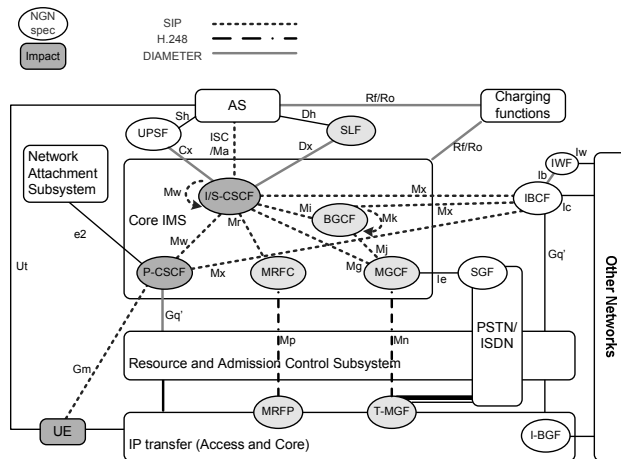 NGN
spec
Impact
SIP
H.248
DIAMETER
AS
Rf/Ro
Charging
functions
Sh
Dh
UPSF
ISC
/Ma
SLF
Cx
Dx
Rf/Ro
Network
Attachment
Subsystem
Iw
IWF
Ib
Mw
I/S-CSCF
Mx
IBCF
Ic
Core IMS
Mr
Mi
BGCF
Mk
Mx
e2
Mw
Mj
Ut
P-CSCF
Mx
MRFC
Mg
MGCF
Ie
SGF
Gq'
Gq'
Mp
Mn
PSTN/
ISDN
Other Networks
Gm
Resource and Admission Control Subsystem
MRFP
T-MGF
UE
IP transfer (Access and Core)
I-BGF